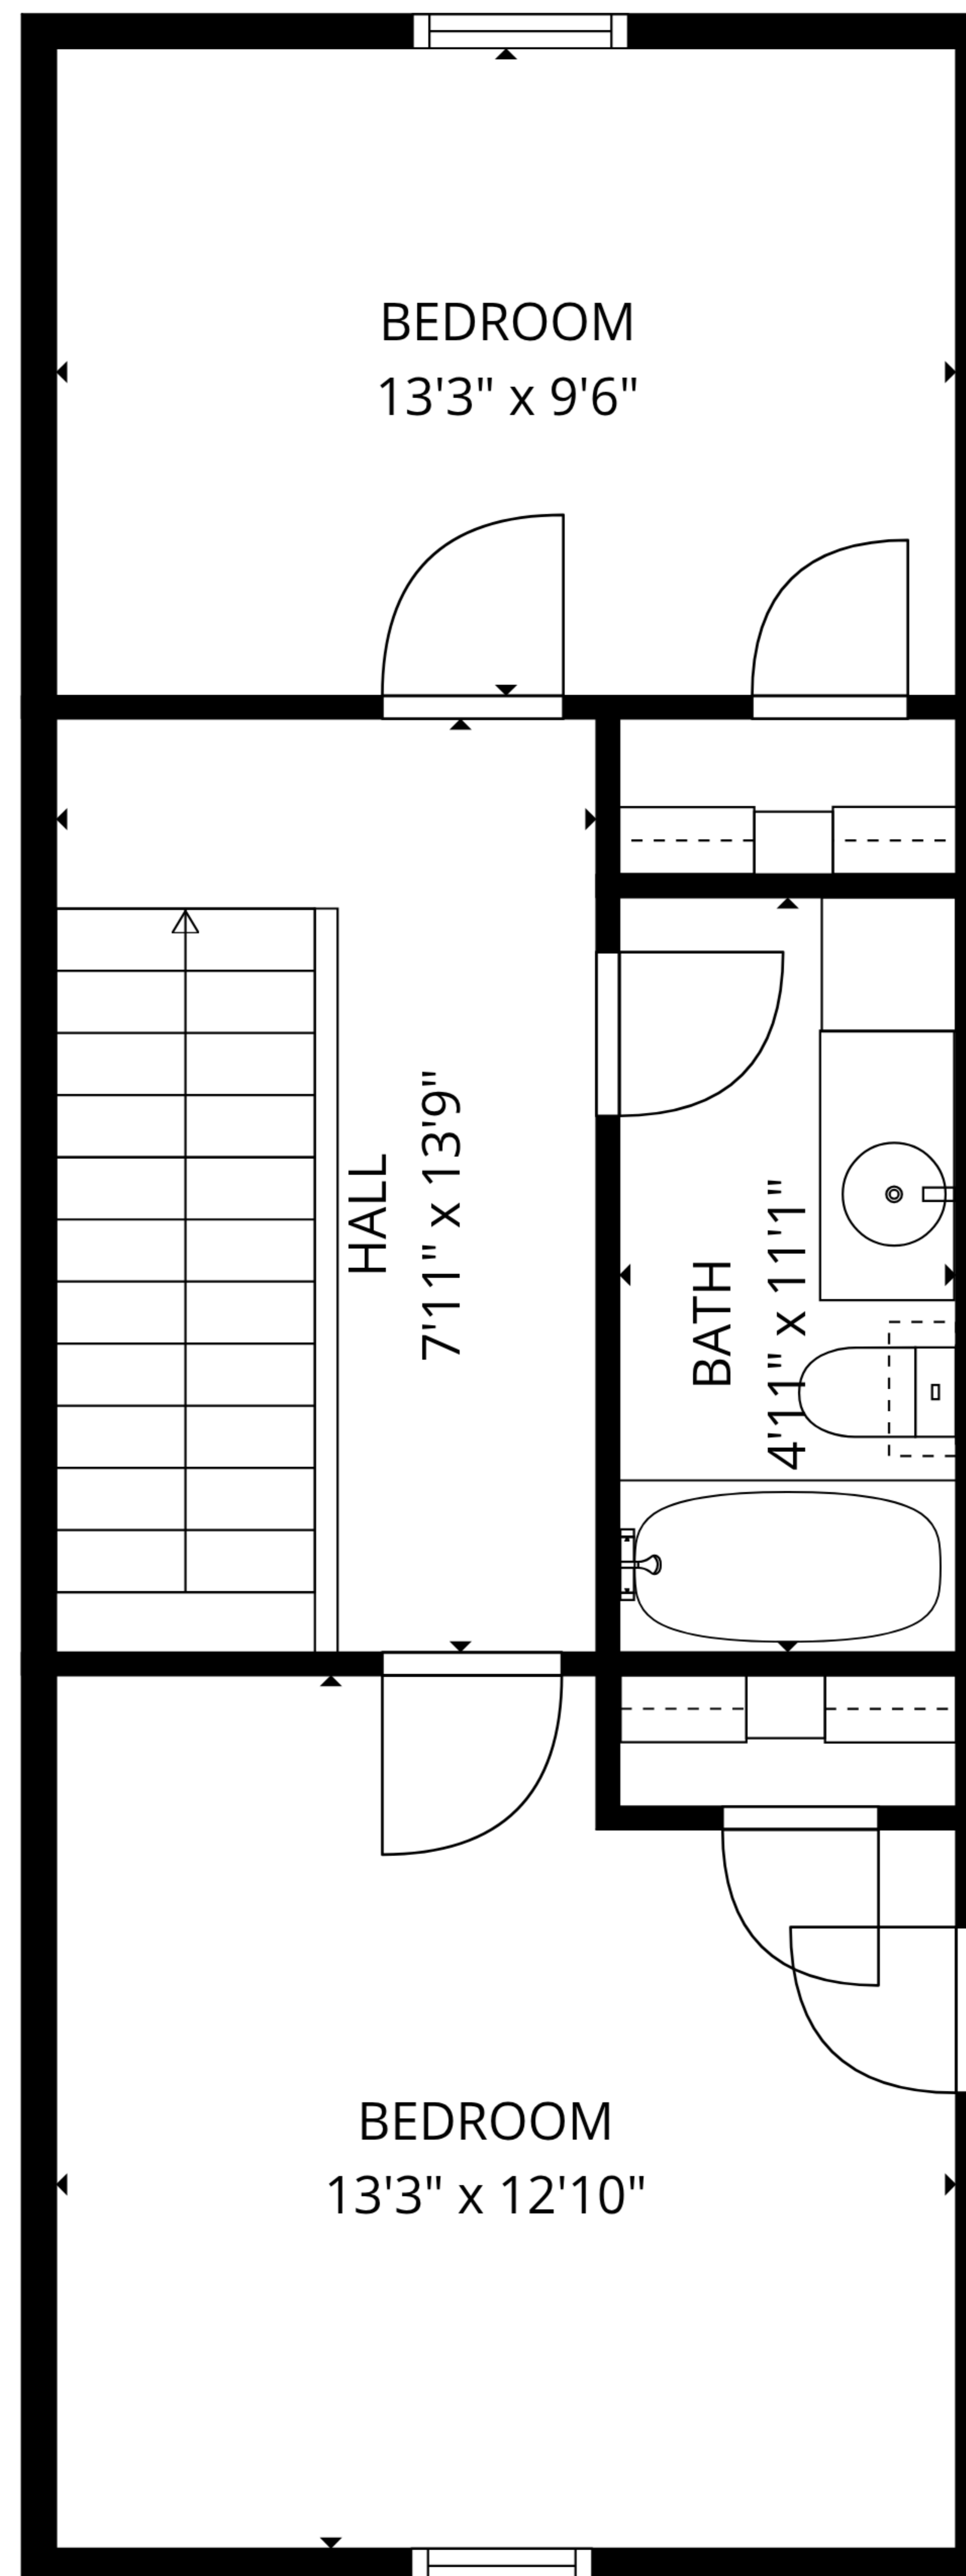 BEDROOM
13'3" x 9'6"
HALL
7'11" x 13'9"
BATH
4'11" x 11'1"
BEDROOM
13'3" x 12'10"